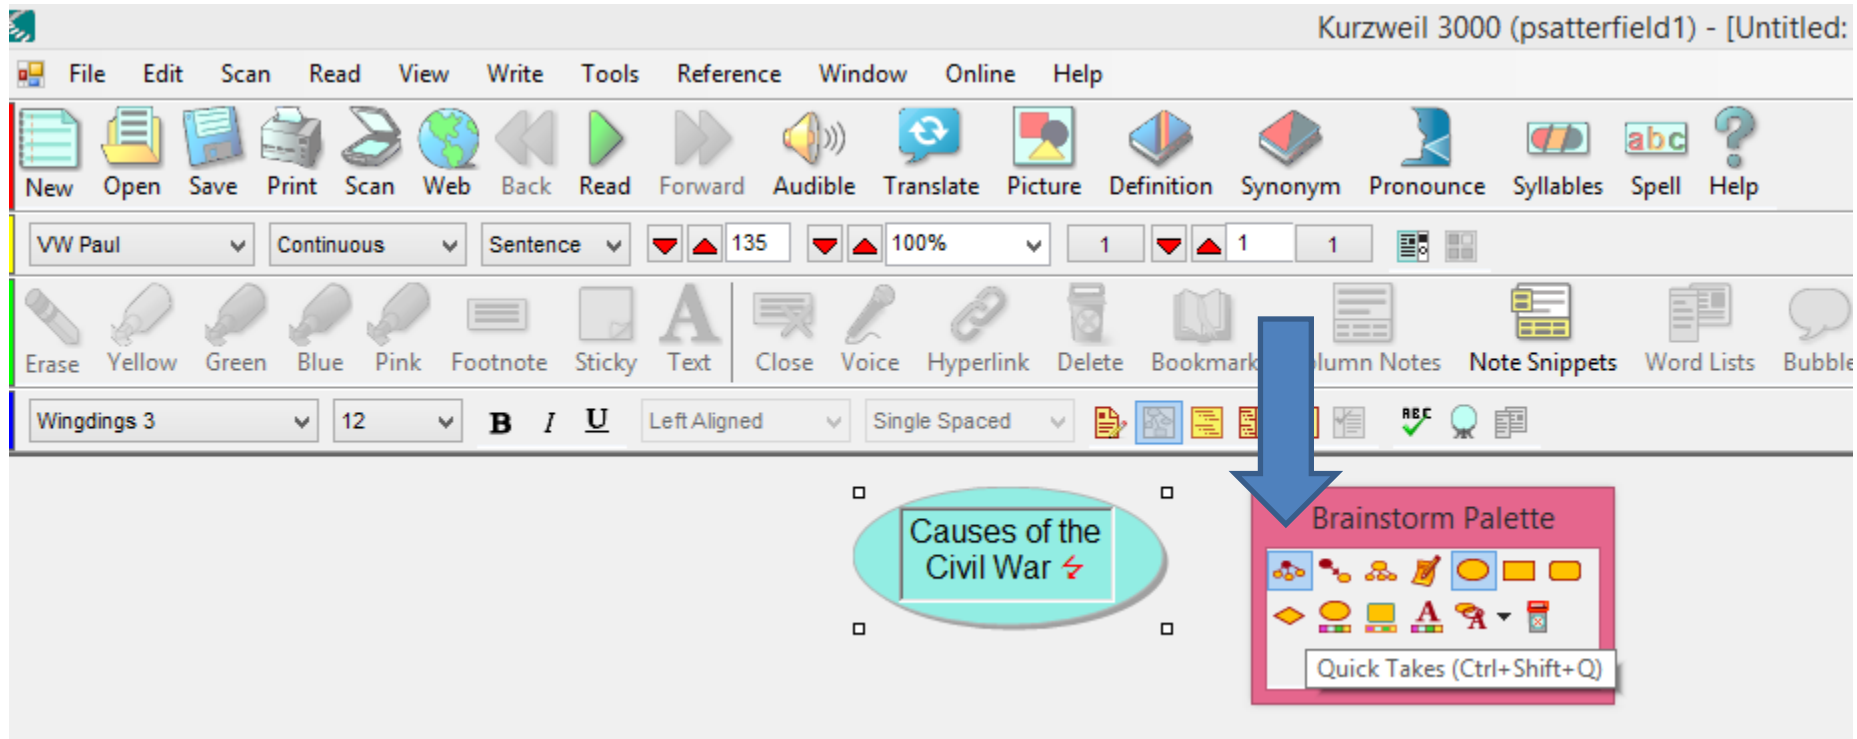 Kurzweil 3000 (psatterfield1) - [Untitled:
File Edit Scan Read View Write Tools Reference Window Online Help
abc
New Open Save Print Scan Web Back Read Forward Audible Translate Picture Definition Synonym Pronounce Syllables Spell Help
VW Paul Continuous Sentence 135 100% 1 1 1
A
Erase Yellow Green Blue Pink Footnote Sticky Text Close Voice Hyperlink Delete Bookmark lumn Notes Note Snippets Word Lists Bubble
Wingdings 3 12 B I U Left Aligned Single Spaced ABC
Causes of the
Civil War
Brainstorm Palette
A A
Quick Takes (Ctrl+Shift+Q)